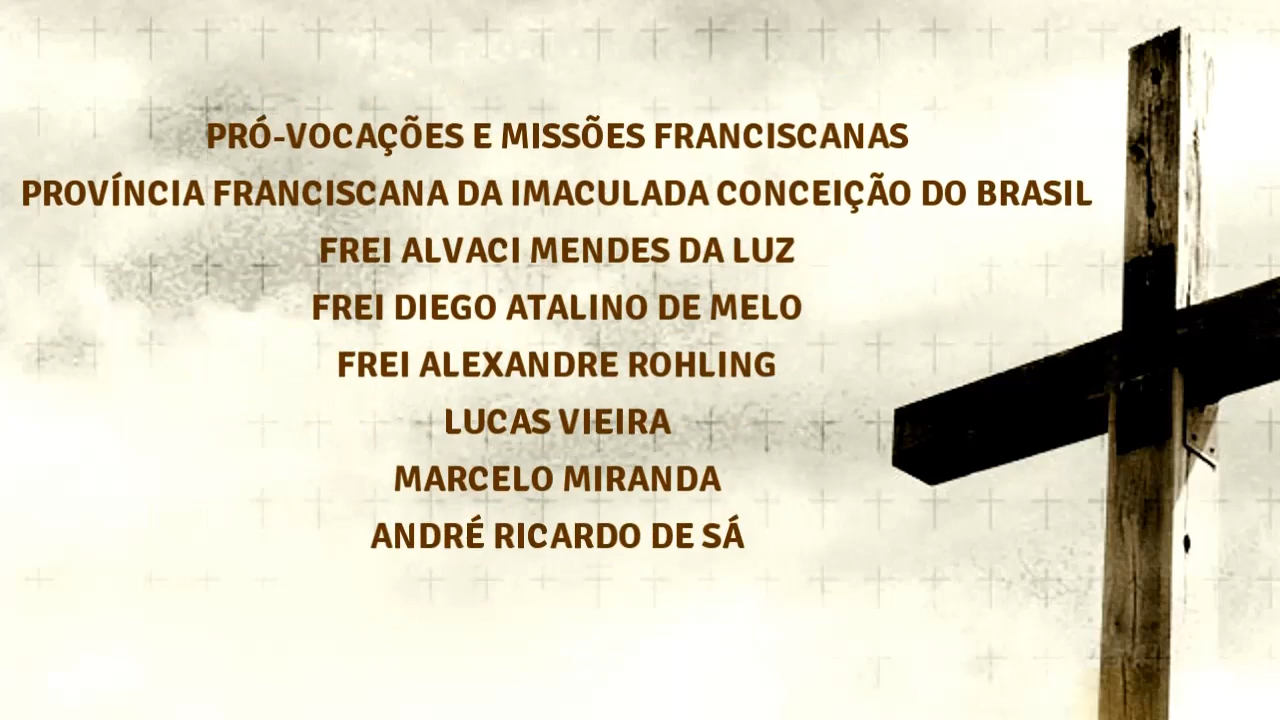 PRÓ-VOCAÇÕES E MISSÕES FRANCISCANAS
PROVÍNCIA FRANCISCANA DA IMACULADA CONCEIÇÃO DO BRASIL
FREI ALVACI MENDES DA LUZ
FREI DIEGO ATALINO DE MELO
FREI ALEXANDRE ROHLING
LUCAS VIEIRA
MARCELO MIRANDA
ANDRÉ RICARDO DE SÁ